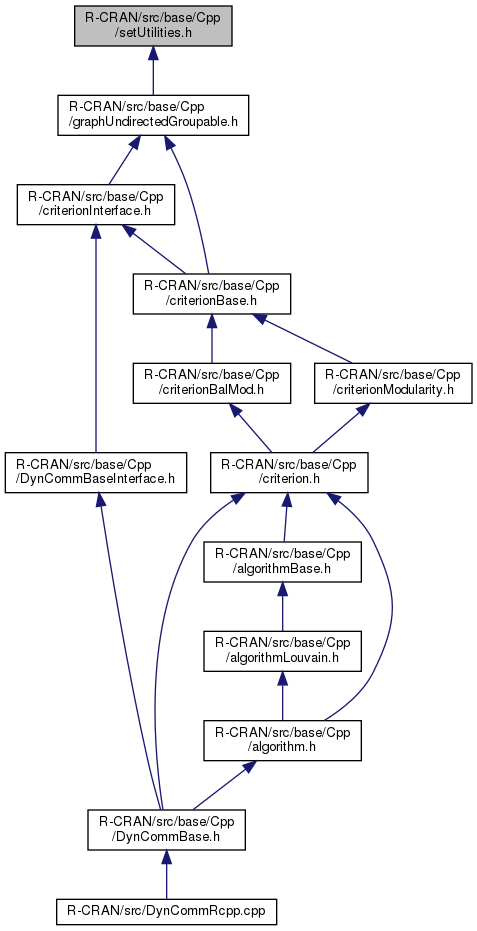 R-CRAN/src/base/Cpp
/setUtilities.h
R-CRAN/src/base/Cpp
/graphUndirectedGroupable.h
R-CRAN/src/base/Cpp
/criterionInterface.h
R-CRAN/src/base/Cpp
/criterionBase.h
R-CRAN/src/base/Cpp
/criterionBalMod.h
R-CRAN/src/base/Cpp
/criterionModularity.h
R-CRAN/src/base/Cpp
/DynCommBaseInterface.h
R-CRAN/src/base/Cpp
/criterion.h
R-CRAN/src/base/Cpp
/algorithmBase.h
R-CRAN/src/base/Cpp
/algorithmLouvain.h
R-CRAN/src/base/Cpp
/algorithm.h
R-CRAN/src/base/Cpp
/DynCommBase.h
R-CRAN/src/DynCommRcpp.cpp